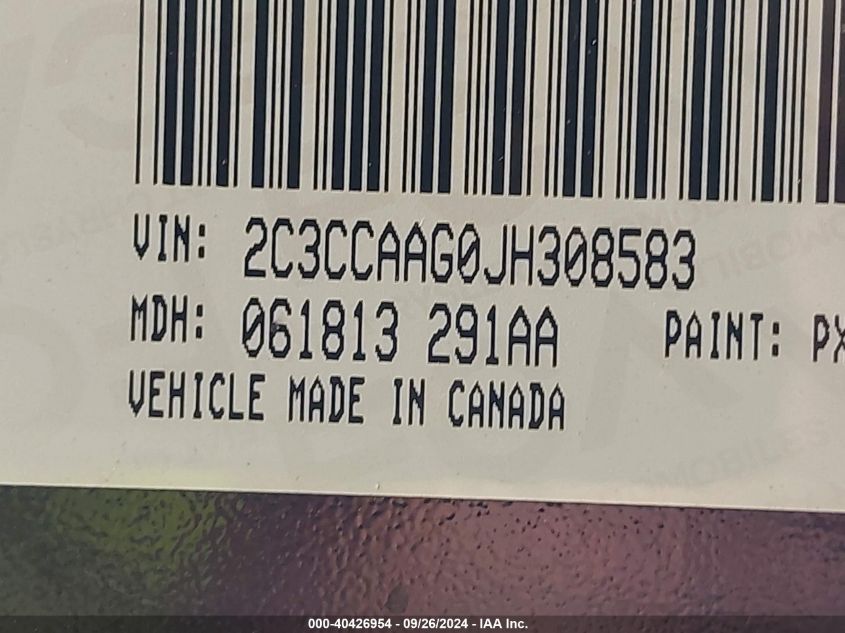 VIN: 2C3CCAAG0JH308583
MDH: 061813 291AA PAINT: PX
VEHICLE MADE IN CANADA
000-40426954 - 09/26/2024 - IAA Inc.